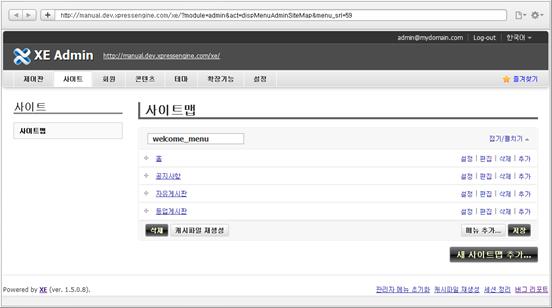 http://manual.dev.xpressengine.com/xe/?module=admin&act=dispMenuAdminSiteMap&menu_srl=59
admin@mydomain.com | Log-out | 한국어
XE Admin http://manual.dev.xpressengine.com/xe/
제어판 사이트 회원 콘텐츠 테마 확장기능 설정 즐겨찾기
사이트
사이트맵
사이트맵
welcome_menu 접기/펼치기
홈 설정 | 편집 | 삭제 | 추가
공지사항 설정 | 편집 | 삭제 | 추가
자유게시판 설정 | 편집 | 삭제 | 추가
등업게시판 설정 | 편집 | 삭제 | 추가
삭제 캐시파일 재생성 메뉴 추가... 저장
새 사이트맵 추가...
Powered by XE (ver. 1.5.0.8). 관리자 메뉴 초기화 캐시파일 재생성 세션 정리 버그 리포트